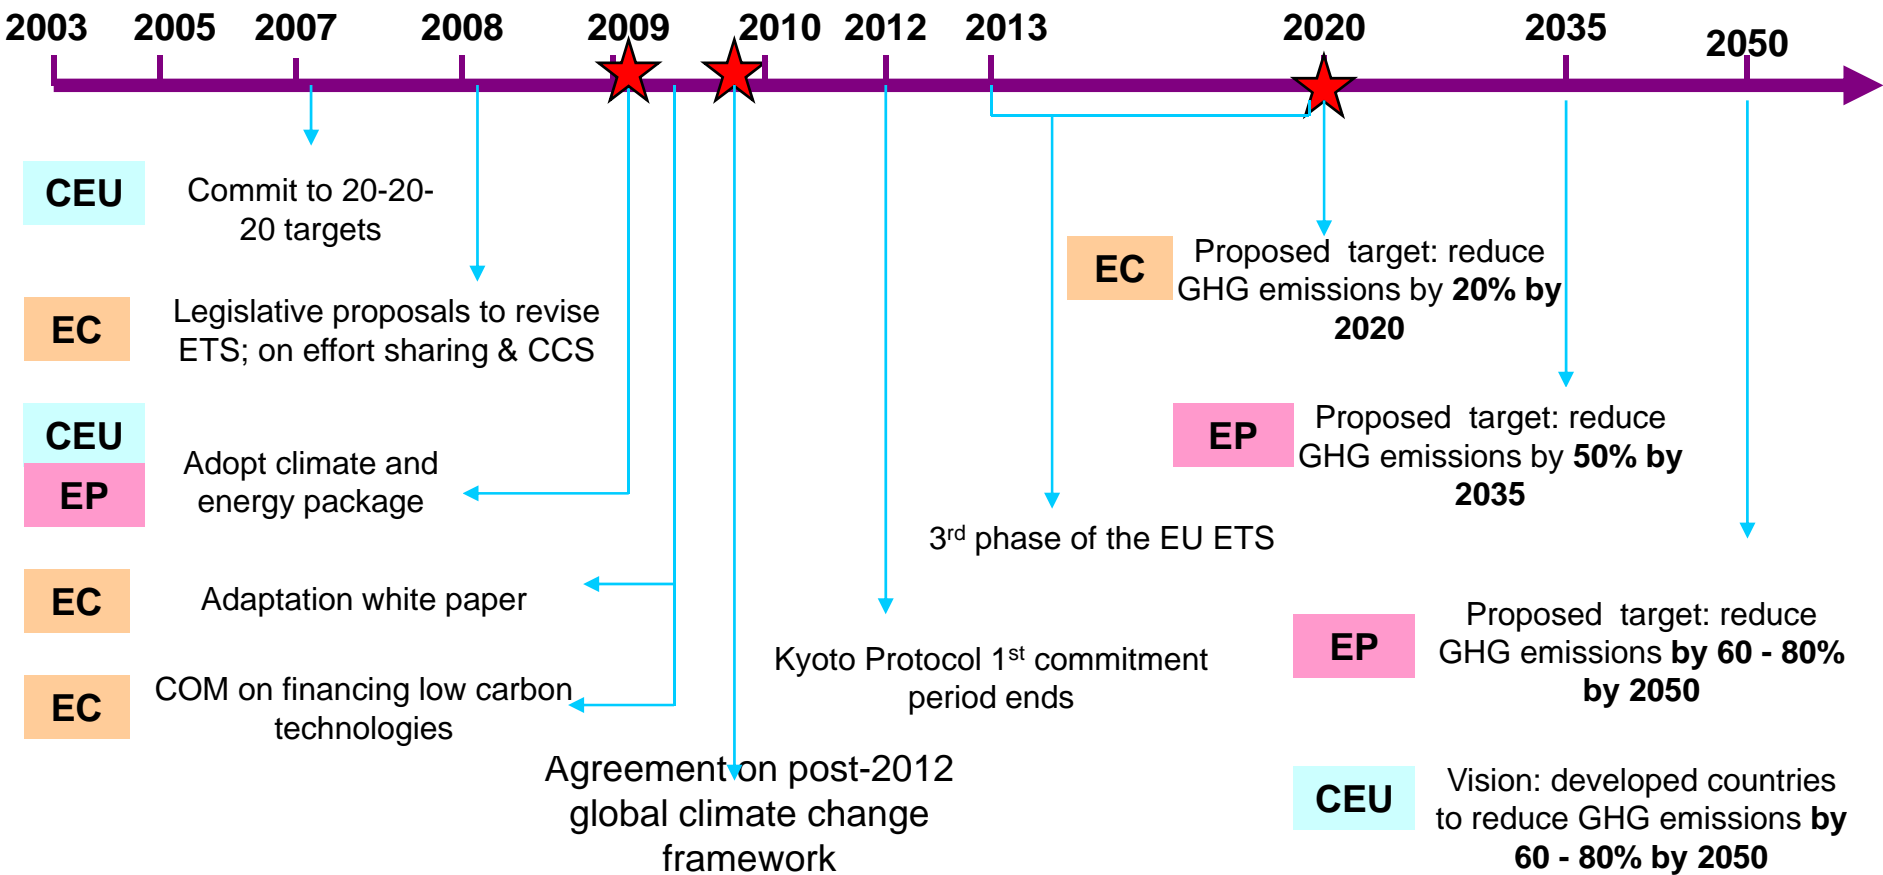 2003 2005 2007 2008 2009 2010 2012 2013 2020 2035 2050
CEU
Commit to 20-20-
20 targets
EC
Legislative proposals to revise
ETS; on effort sharing & CCS
CEU
EP
Adopt climate and
energy package
EC
Adaptation white paper
EC
COM on financing low carbon
technologies
Agreement on post-2012
global climate change
framework
Kyoto Protocol 1st commitment
period ends
3rd phase of the EU ETS
EC
Proposed target: reduce
GHG emissions by 20% by
2020
EP
Proposed target: reduce
GHG emissions by 50% by
2035
EP
Proposed target: reduce
GHG emissions by 60 - 80%
by 2050
CEU
Vision: developed countries
to reduce GHG emissions by
60 - 80% by 2050